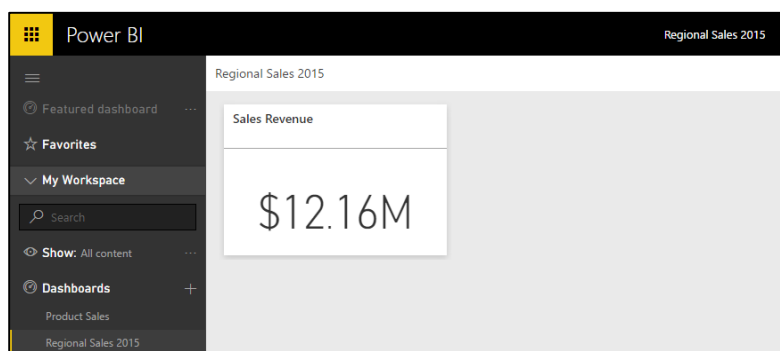 Power BI
Regional Sales 2015
Regional Sales 2015
Featured dashboard ...
Favorites
My Workspace
Search
Show: All content ...
Dashboards +
Product Sales
Regional Sales 2015
Sales Revenue
$12.16M